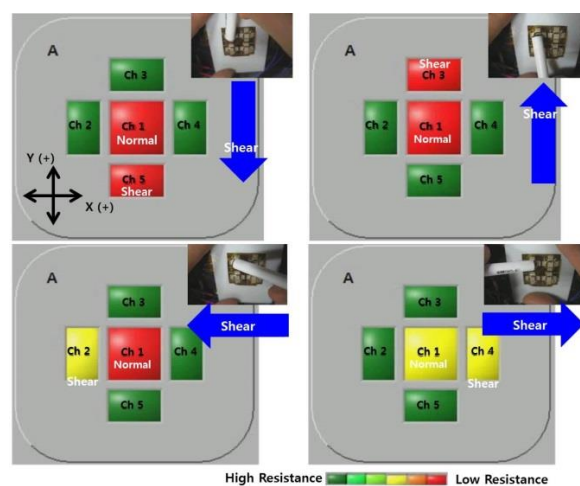 A
Ch 3
Ch 2
Ch 1
Normal
Ch 4
Ch 5
Shear
Shear
Y (+)
X (+)
A
Shear
Ch 3
Ch 2
Ch 1
Normal
Ch 4
Ch 5
Shear
A
Ch 3
Ch 2
Shear
Ch 1
Normal
Ch 4
Ch 5
Shear
A
Ch 3
Ch 2
Ch 1
Normal
Ch 4
Shear
Ch 5
Shear
High Resistance
Low Resistance